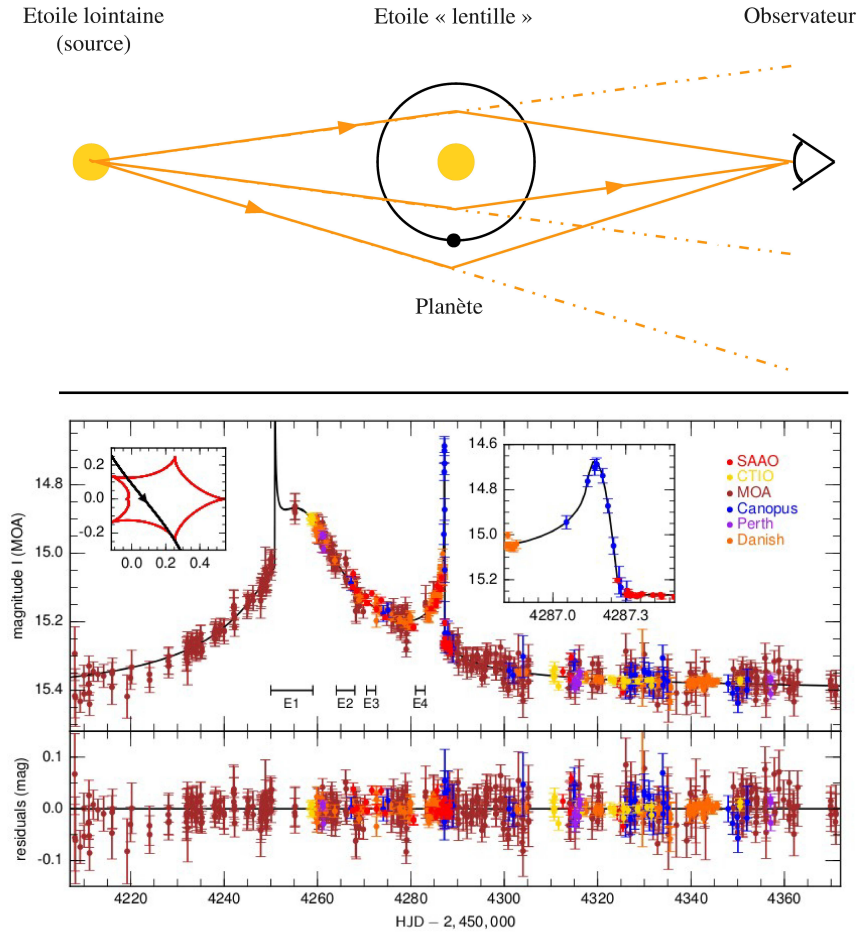 Etoile lointaine
(source)
Etoile « lentille »
Observateur
Planète
magnitude I (MOA)
14.8
15.0
15.2
15.4
0.2
0.0
-0.2
0.0 0.2 0.4
14.6
14.8
15.0
15.2
4287.0 4287.3
SAAO
CTIO
MOA
Canopus
Perth
Danish
E1 E2 E3 E4
residuals (mag)
0.1
0.0
-0.1
4220 4240 4260 4280 4300 4320 4340 4360
HJD − 2, 450, 000